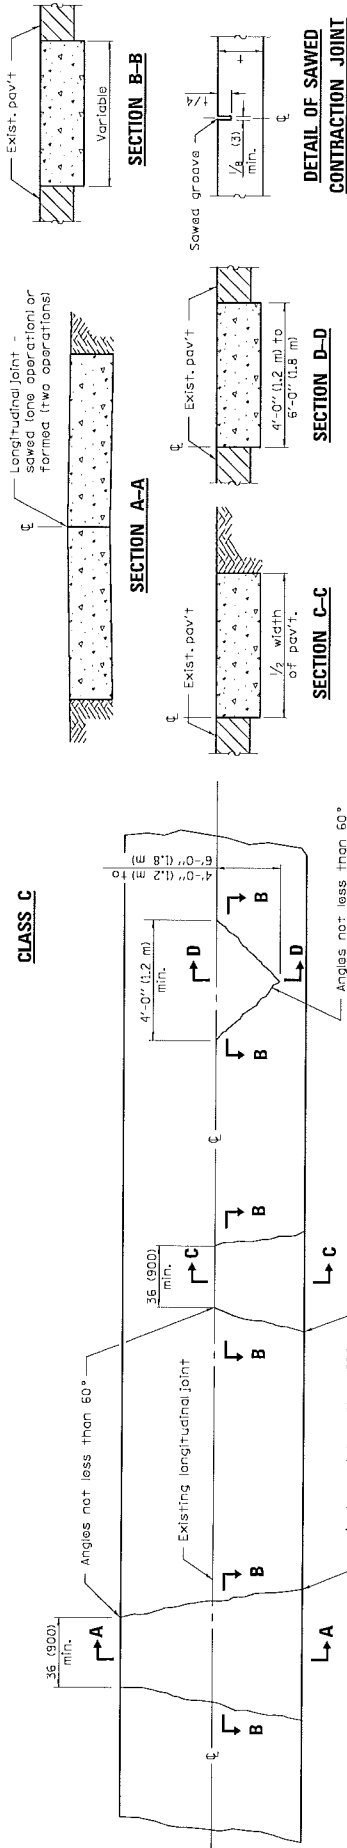 CLASS C
36 (900)
min.
A
A
Angles not less than 60°
Existing longitudinal joint
℄
B
B
B
B
36 (900)
min.
C
C
℄
4'-0" (1.2 m)
min.
B
B
D
D
4'-0" (1.2 m) to
6'-0" (1.8 m)
Angles not less than 60°
℄
Longitudinal joint -
sawed (one operation) or
formed (two operations)
SECTION A-A
Exist. pav't
Variable
SECTION B-B
℄
Exist. pav't
1/2 width
of pav't.
SECTION C-C
℄
Exist. pav't
4'-0" (1.2 m) to
6'-0" (1.8 m)
SECTION D-D
Sawed groove
t/4
t
1/8 (3)
min.
℄
DETAIL OF SAWED
CONTRACTION JOINT